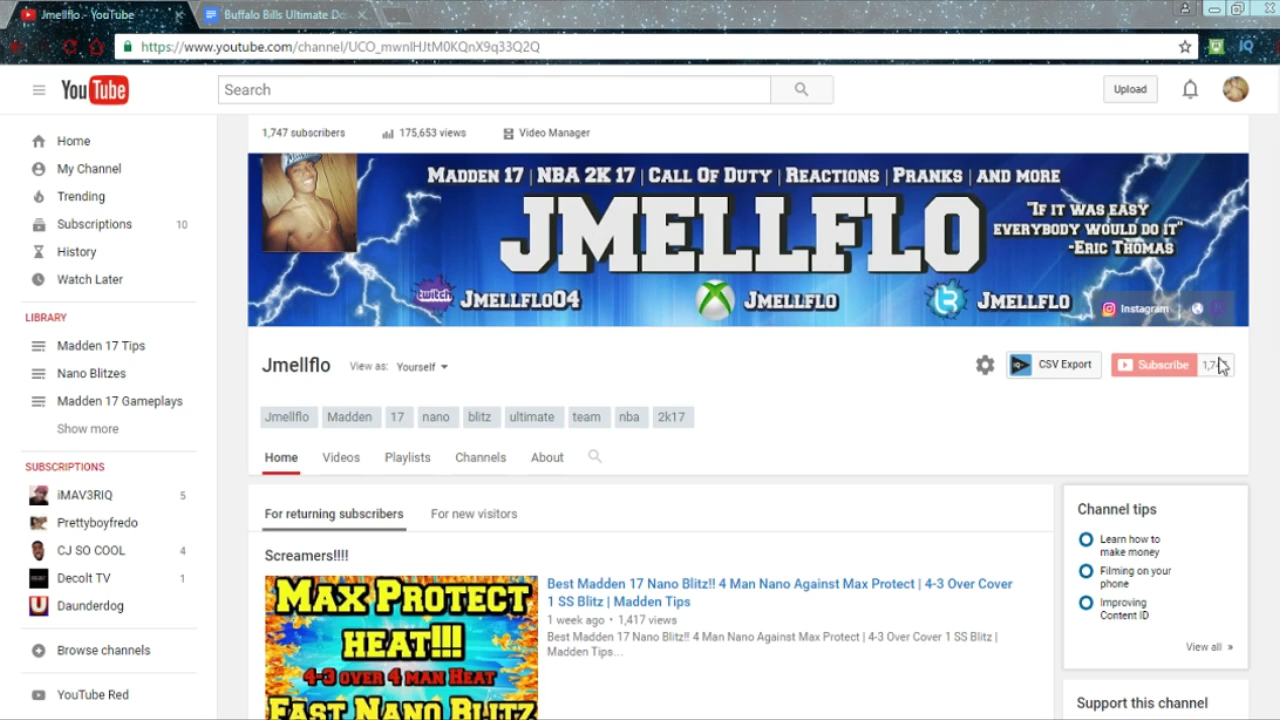 Jmellflo - YouTube
Buffalo Bills Ultimate Do
https://www.youtube.com/channel/UCO_mwnlHJtM0KQnX9q33Q2Q
IQ
YouTube
Search
Upload
1,747 subscribers
175,653 views
Video Manager
Home
My Channel
Trending
Subscriptions 10
History
Watch Later
LIBRARY
Madden 17 Tips
Nano Blitzes
Madden 17 Gameplays
Show more
SUBSCRIPTIONS
iMAV3RIQ 5
Prettyboyfredo
CJ SO COOL 4
Decolt TV 1
Daunderdog
Browse channels
YouTube Red
Madden 17 | NBA 2K 17 | Call Of Duty | Reactions | Pranks | and more
JMELLFLO
"If it was easy
everybody would do it"
-Eric Thomas
twitch Jmellflo04
Jmellflo
Jmellflo
Instagram
Jmellflo
View as: Yourself
CSV Export
Subscribe
Jmellflo Madden 17 nano blitz ultimate team nba 2k17
Home Videos Playlists Channels About
For returning subscribers
For new visitors
Screamers!!!!
Max Protect
Heat!!!
4-3 over 4 man Heat
Fast Nano Blitz
Best Madden 17 Nano Blitz!! 4 Man Nano Against Max Protect | 4-3 Over Cover
1 SS Blitz | Madden Tips
1 week ago • 1,417 views
Best Madden 17 Nano Blitz!! 4 Man Nano Against Max Protect | 4-3 Over Cover 1 SS Blitz |
Madden Tips...
Channel tips
Learn how to
make money
Filming on your
phone
Improving
Content ID
View all »
Support this channel